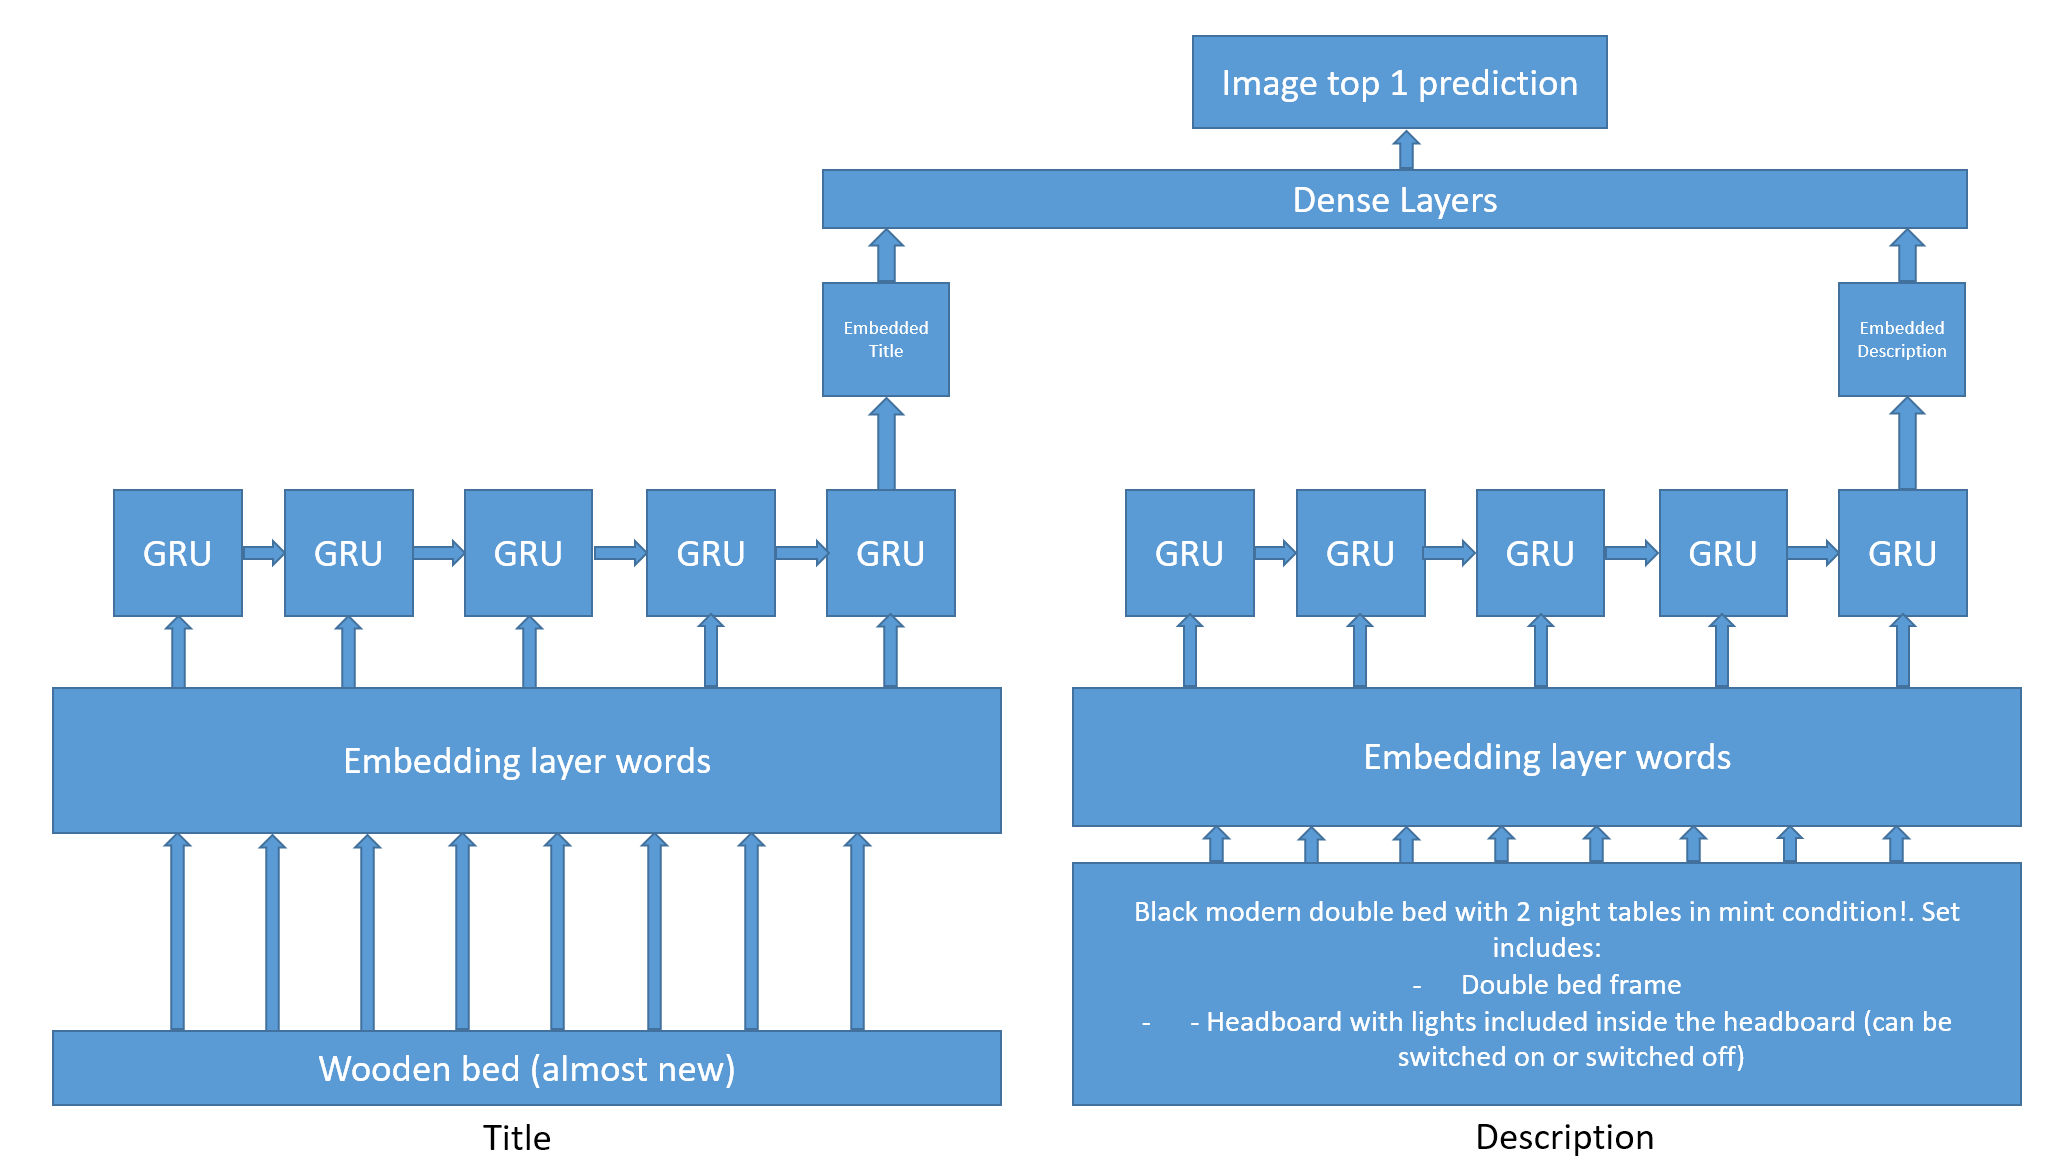 Image top 1 prediction
Dense Layers
Embedded
Title
Embedded
Description
GRU
GRU
GRU
GRU
GRU
GRU
GRU
GRU
GRU
GRU
Embedding layer words
Embedding layer words
Wooden bed (almost new)
Black modern double bed with 2 night tables in mint condition!. Set
includes:
- Double bed frame
- - Headboard with lights included inside the headboard (can be
switched on or switched off)
Title
Description